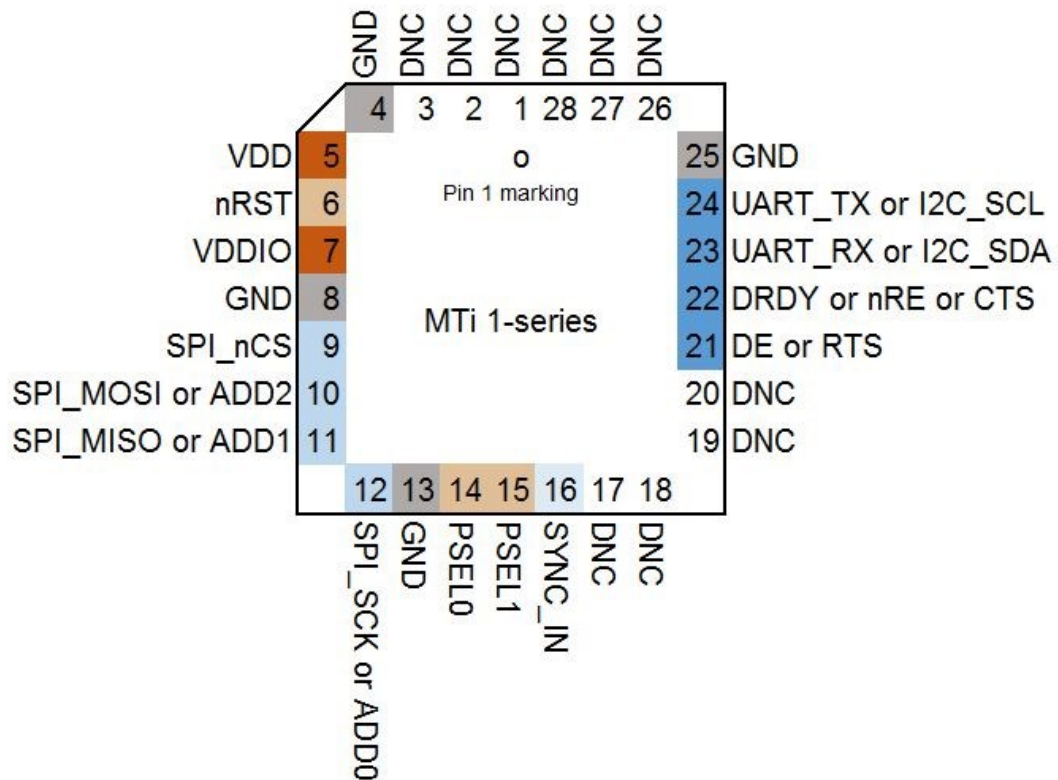 GND
DNC
DNC
DNC
DNC
DNC
DNC
4 3 2 1 28 27 26
VDD 5
o
25 GND
Pin 1 marking
nRST 6
24 UART_TX or I2C_SCL
VDDIO 7
23 UART_RX or I2C_SDA
GND 8
MTi 1-series
22 DRDY or nRE or CTS
SPI_nCS 9
21 DE or RTS
SPI_MOSI or ADD2 10
20 DNC
SPI_MISO or ADD1 11
19 DNC
12 13 14 15 16 17 18
SPI_SCK or ADD0
GND
PSEL0
PSEL1
SYNC_IN
DNC
DNC